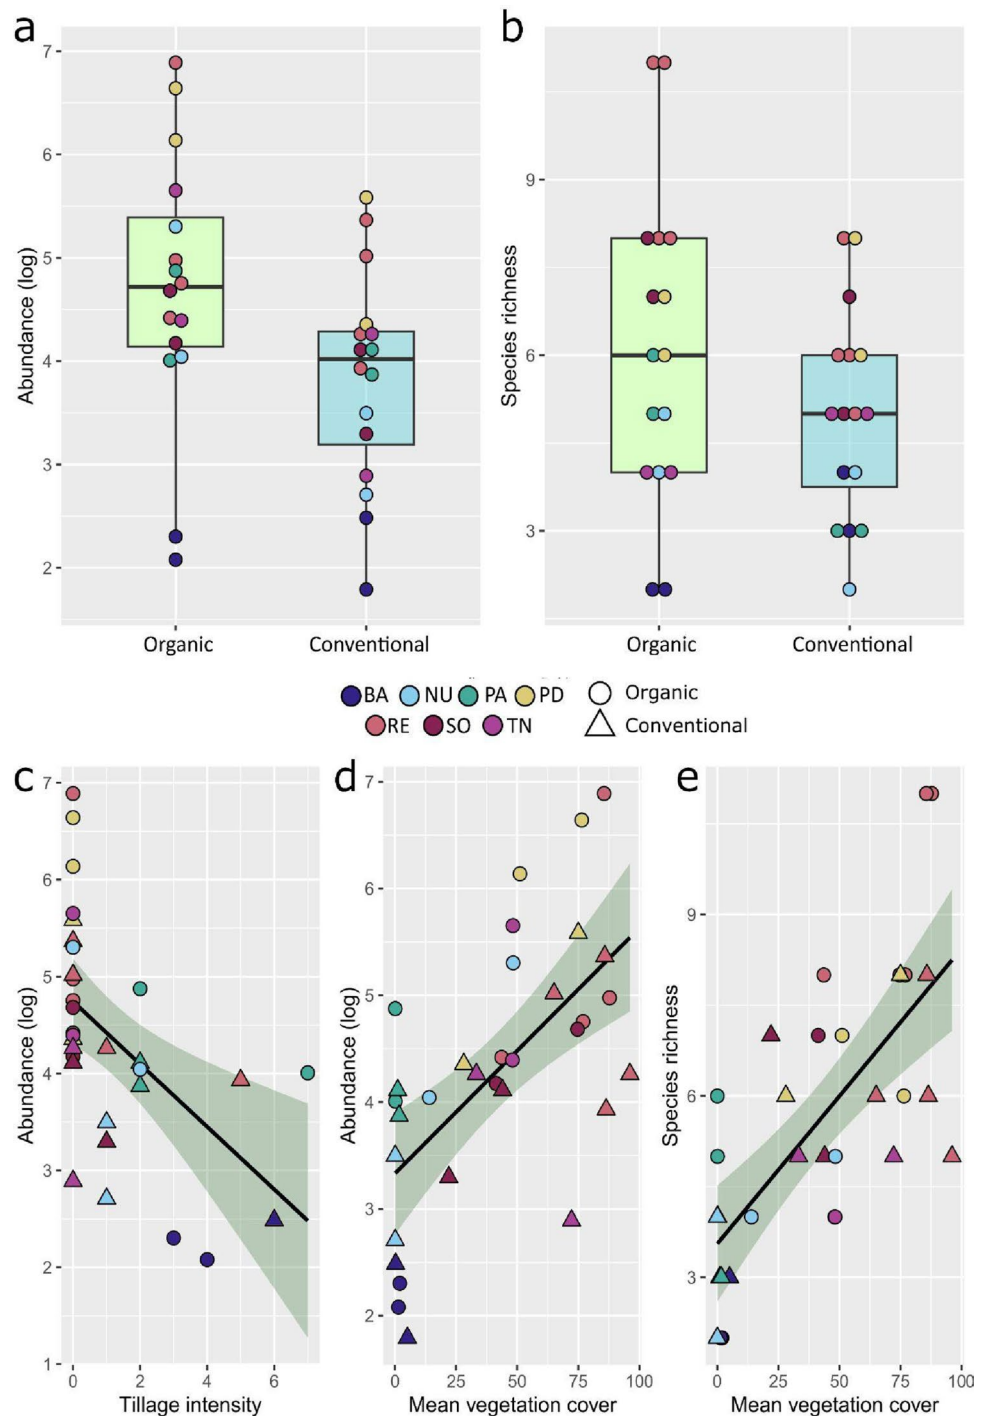 a
b
7
6
5
4
3
2
Abundance (log)
Organic
Conventional
9
6
3
Species richness
Organic
Conventional
BA NU PA PD Organic
RE SO TN Conventional
c
d
e
7
6
5
4
3
2
1
Abundance (log)
0 2 4 6
Tillage intensity
7
6
5
4
3
2
Abundance (log)
0 25 50 75 100
Mean vegetation cover
9
6
3
Species richness
0 25 50 75 100
Mean vegetation cover